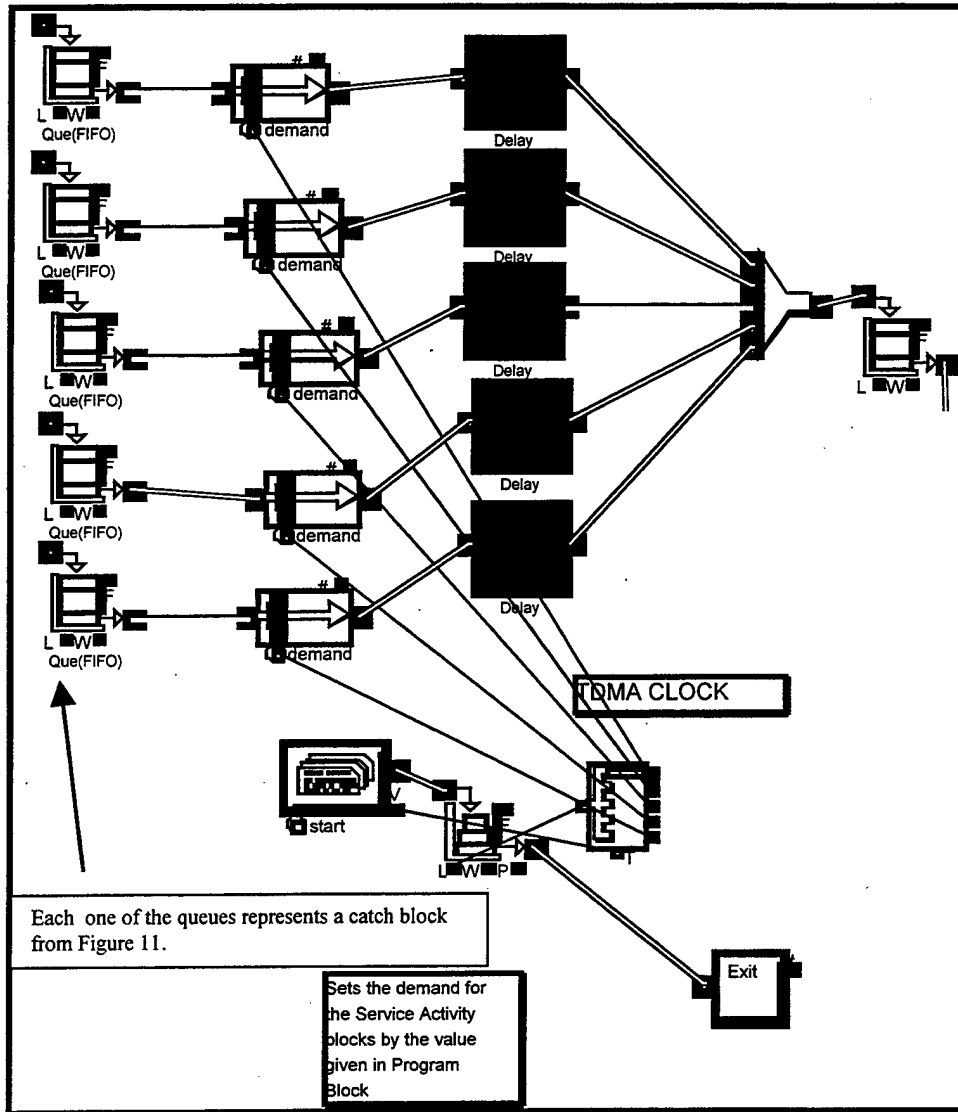 #
L W
Que(FIFO)
demand
Delay
#
L W
Que(FIFO)
demand
Delay
#
L W
Que(FIFO)
demand
Delay
L W
#
L W
Que(FIFO)
demand
Delay
#
L W
Que(FIFO)
demand
Delay
TDMA CLOCK
V
start
L W P
Each one of the queues represents a catch block
from Figure 11.
Exit
#
Sets the demand for
the Service Activity
blocks by the value
given in Program
Block